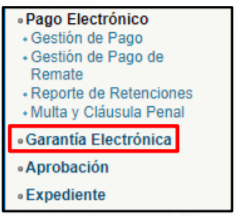 Pago Electrónico
Gestión de Pago
Gestión de Pago de
Remate
Reporte de Retenciones
Multa y Cláusula Penal
Garantía Electrónica
Aprobación
Expediente